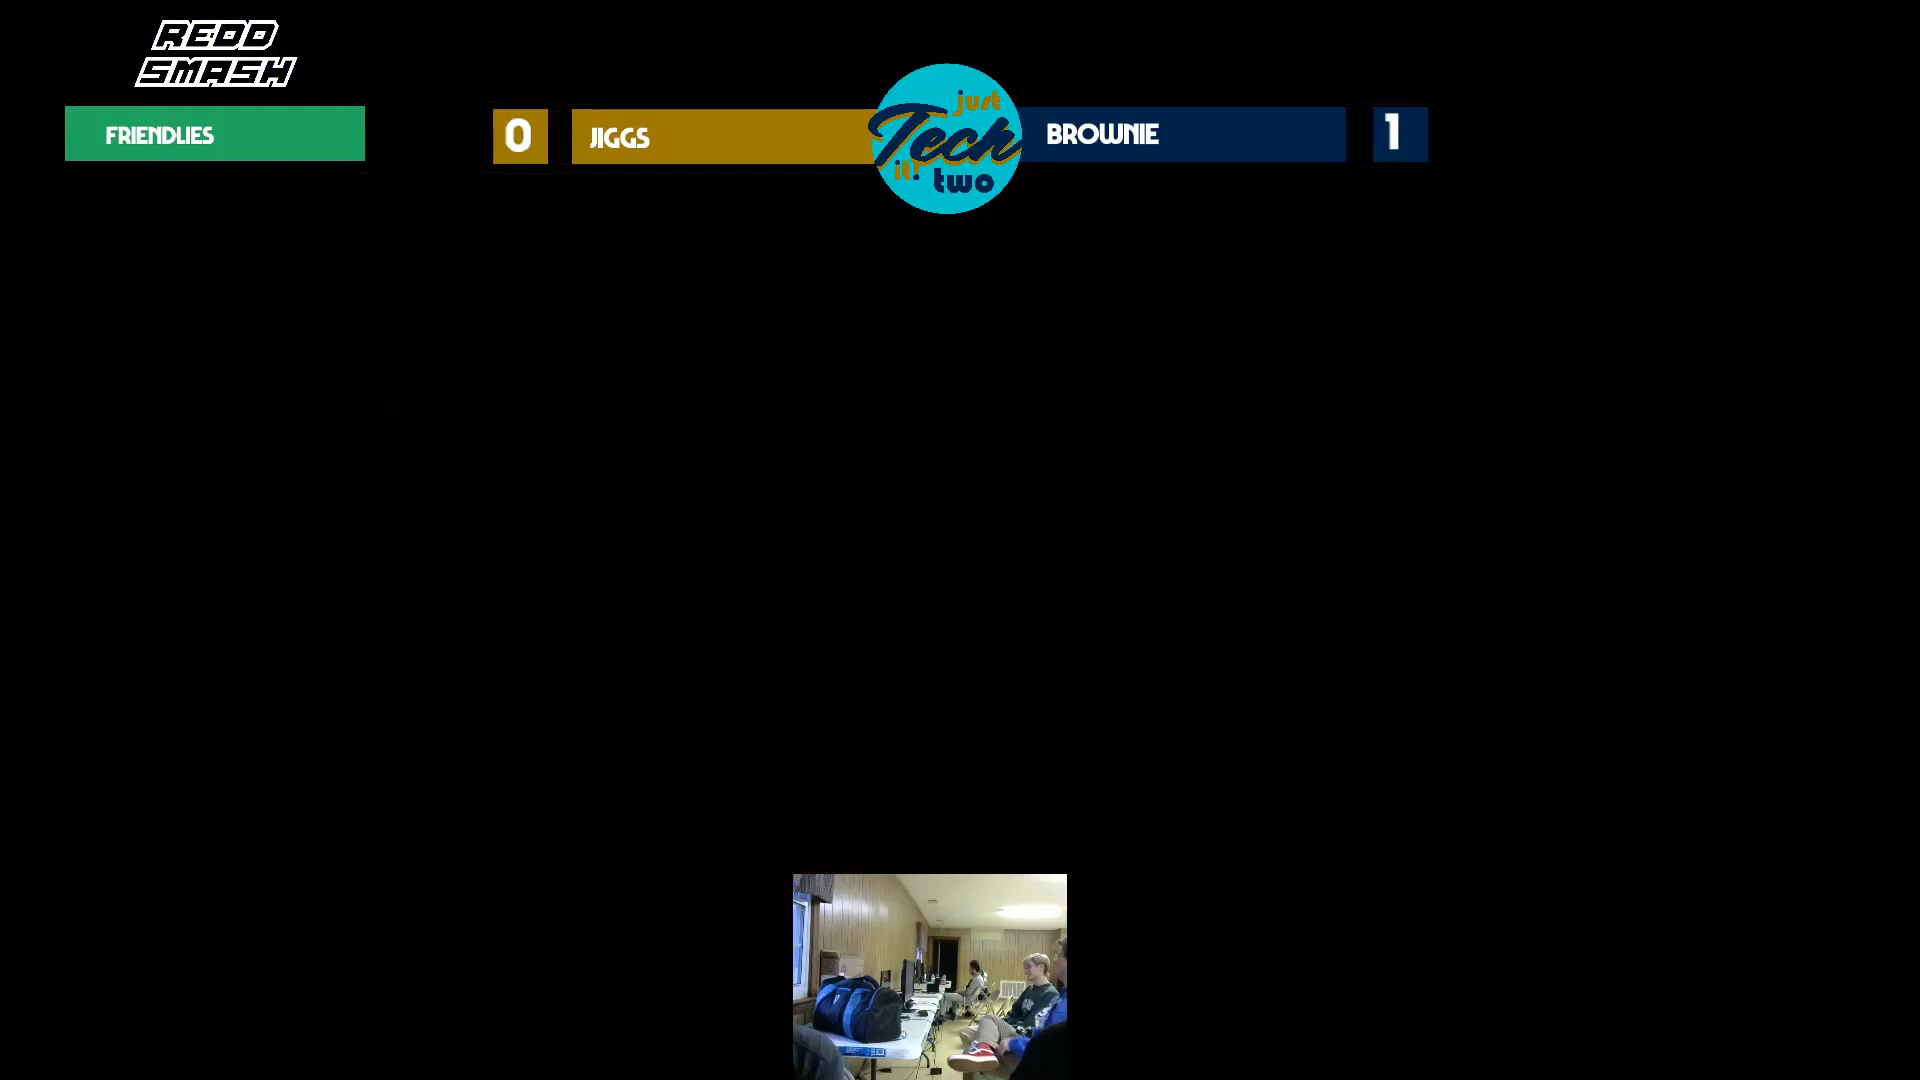 REDD
SMASH
FRIENDLIES
0
JIGGS
just
Tech
it!
two
BROWNIE
1